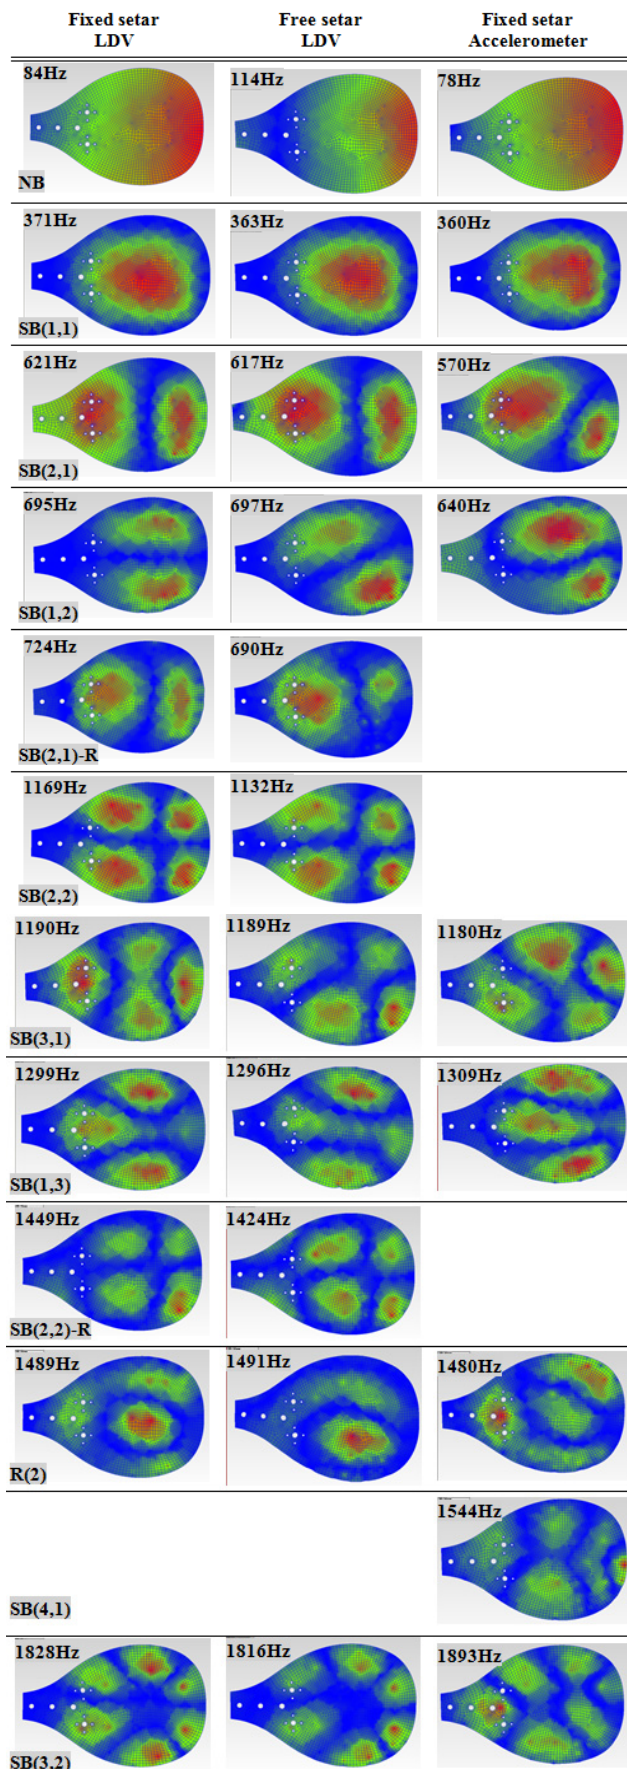 Fixed setar Free setar Fixed setar
LDV LDV Accelerometer
84Hz 114Hz 78Hz
NB
371Hz 363Hz 360Hz
SB(1,1)
621Hz 617Hz 570Hz
SB(2,1)
695Hz 697Hz 640Hz
SB(1,2)
724Hz 690Hz
SB(2,1)-R
1169Hz 1132Hz
SB(2,2)
1190Hz 1189Hz 1180Hz
SB(3,1)
1299Hz 1296Hz 1309Hz
SB(1,3)
1449Hz 1424Hz
SB(2,2)-R
1489Hz 1491Hz 1480Hz
R(2)
1544Hz
SB(4,1)
1828Hz 1816Hz 1893Hz
SB(3,2)